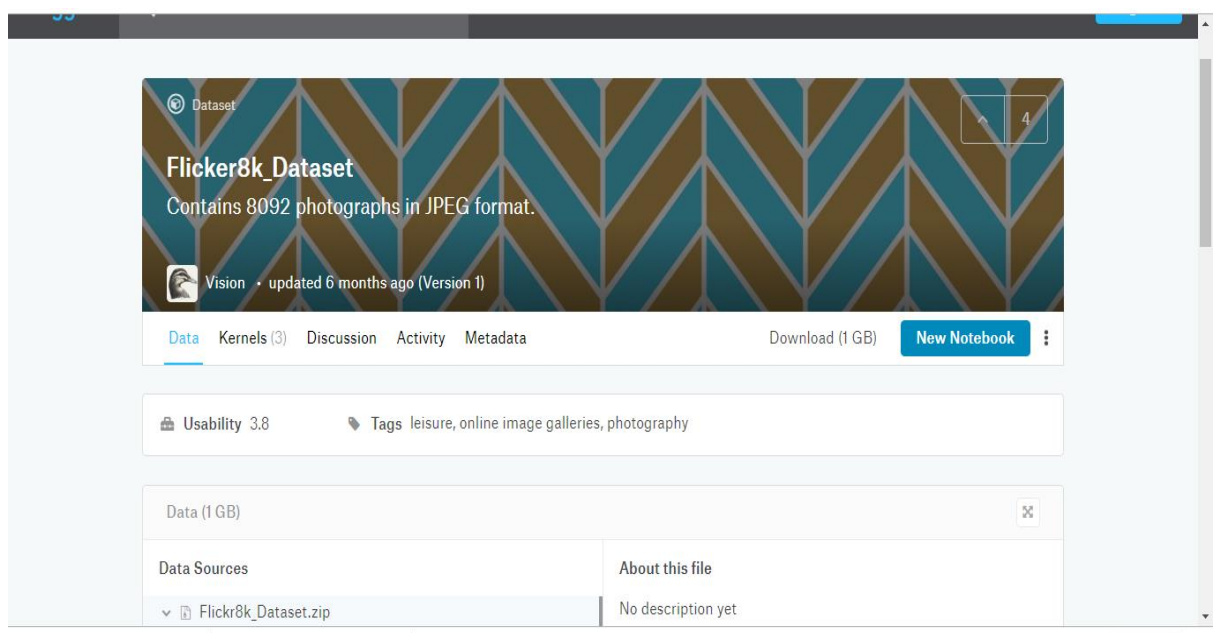 Dataset
4
Flicker8k_Dataset
Contains 8092 photographs in JPEG format.
Vision • updated 6 months ago (Version 1)
Data Kernels (3) Discussion Activity Metadata Download (1 GB) New Notebook
Usability 3.8 Tags leisure, online image galleries, photography
Data (1 GB)
Data Sources
Flickr8k_Dataset.zip
About this file
No description yet